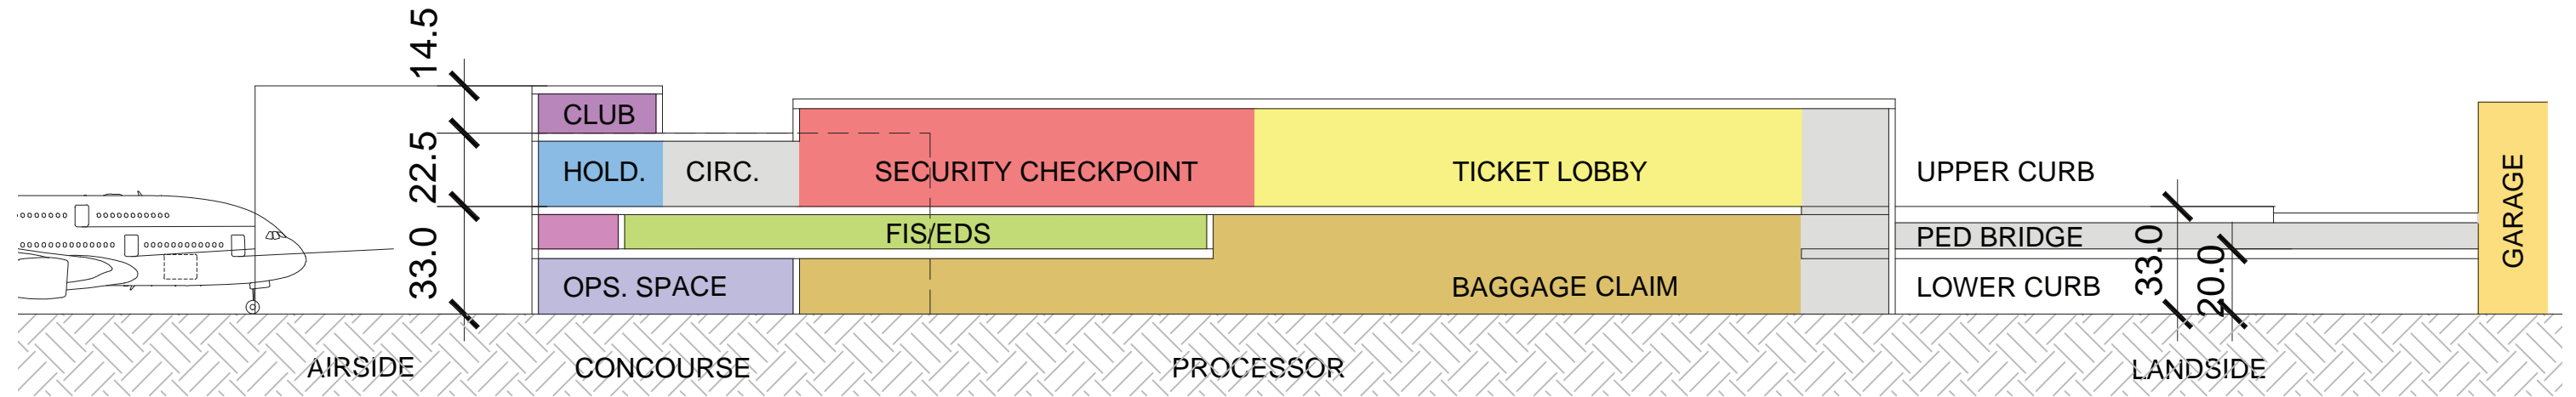 14.5
CLUB
22.5
HOLD.
CIRC.
SECURITY CHECKPOINT
TICKET LOBBY
UPPER CURB
GARAGE
33.0
FIS/EDS
PED BRIDGE
33.0
20.0
OPS. SPACE
BAGGAGE CLAIM
LOWER CURB
AIRSIDE
CONCOURSE
PROCESSOR
LANDSIDE